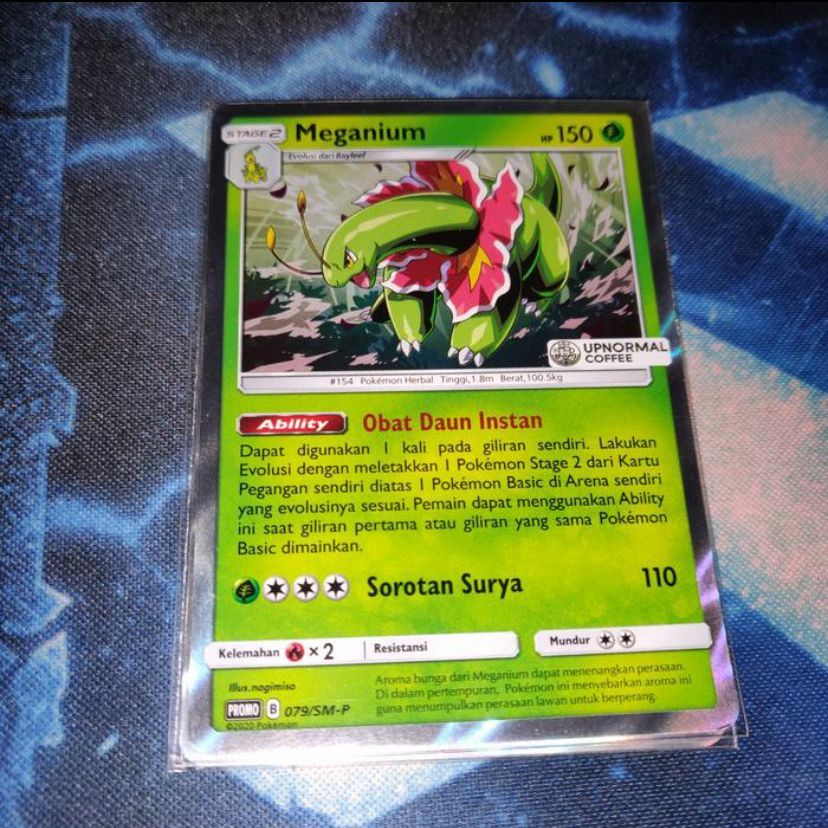 STAGE 2 Meganium HP 150
Evolusi dari Bayleef
UPNORMAL
COFFEE
#154 Pokémon Herbal Tinggi,1.8m Berat,100.5kg
Ability Obat Daun Instan
Dapat digunakan 1 kali pada giliran sendiri. Lakukan
Evolusi dengan meletakkan 1 Pokémon Stage 2 dari Kartu
Pegangan sendiri diatas 1 Pokémon Basic di Arena sendiri
yang evolusinya sesuai. Pemain dapat menggunakan Ability
ini saat giliran pertama atau giliran yang sama Pokémon
Basic dimainkan.
Sorotan Surya 110
Kelemahan ×2 Resistansi Mundur
Illus.nagimiso
PROMO B 079/SM-P
©2020 Pokémon
Aroma bunga dari Meganium dapat menenangkan perasaan.
Di dalam pertempuran, Pokémon ini menyebarkan aroma ini
guna menumpulkan perasaan lawan untuk berperang.